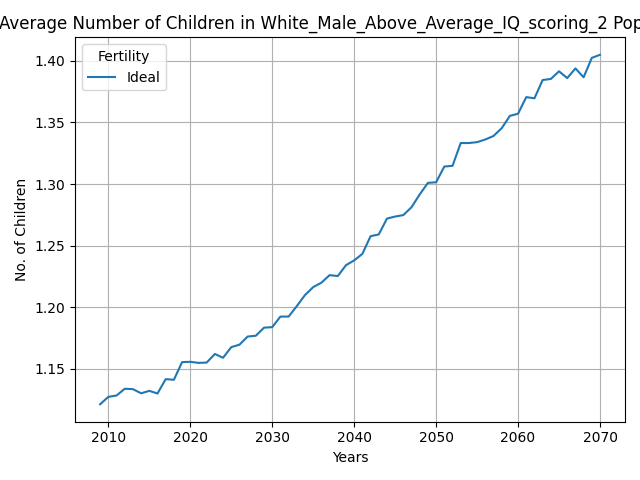 Average Number of Children in White_Male_Above_Average_IQ_scoring_2 Pop
Fertility
Ideal
No. of Children
1.40
1.35
1.30
1.25
1.20
1.15
2010 2020 2030 2040 2050 2060 2070
Years